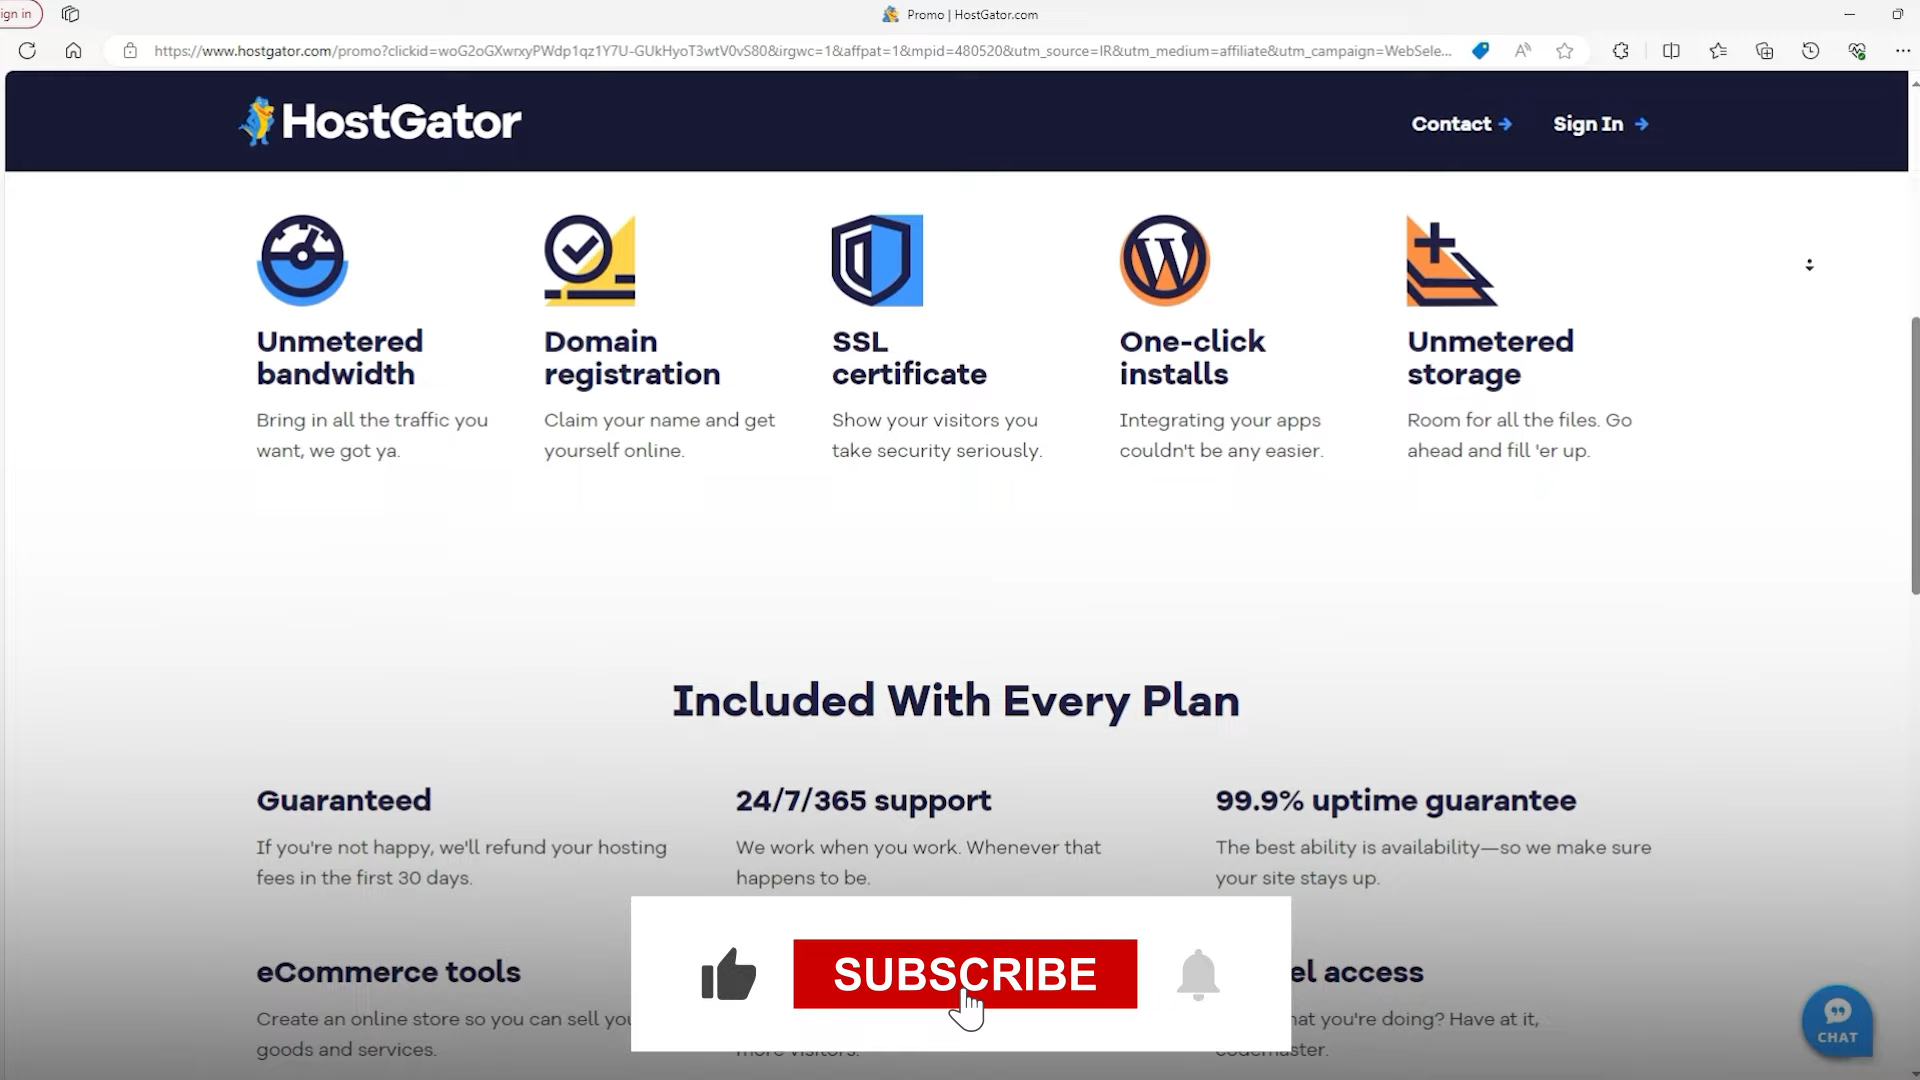 ign in
Promo | HostGator.com
https://www.hostgator.com/promo?clickid=woG2oGXwrxyPWdp1qz1Y7U-GUkHyoT3wtV0vS80&irgwc=1&affpat=1&mpid=480520&utm_source=IR&utm_medium=affiliate&utm_campaign=WebSele...
HostGator
Contact
Sign In
Unmetered
bandwidth
Bring in all the traffic you
want, we got ya.
Domain
registration
Claim your name and get
yourself online.
SSL
certificate
Show your visitors you
take security seriously.
One-click
installs
Integrating your apps
couldn't be any easier.
Unmetered
storage
Room for all the files. Go
ahead and fill 'er up.
Included With Every Plan
Guaranteed
If you're not happy, we'll refund your hosting
fees in the first 30 days.
24/7/365 support
We work when you work. Whenever that
happens to be.
99.9% uptime guarantee
The best ability is availability—so we make sure
your site stays up.
eCommerce tools
Create an online store so you can sell you
goods and services.
more visitors.
el access
hat you're doing? Have at it,
codemaster.
SUBSCRIBE
CHAT